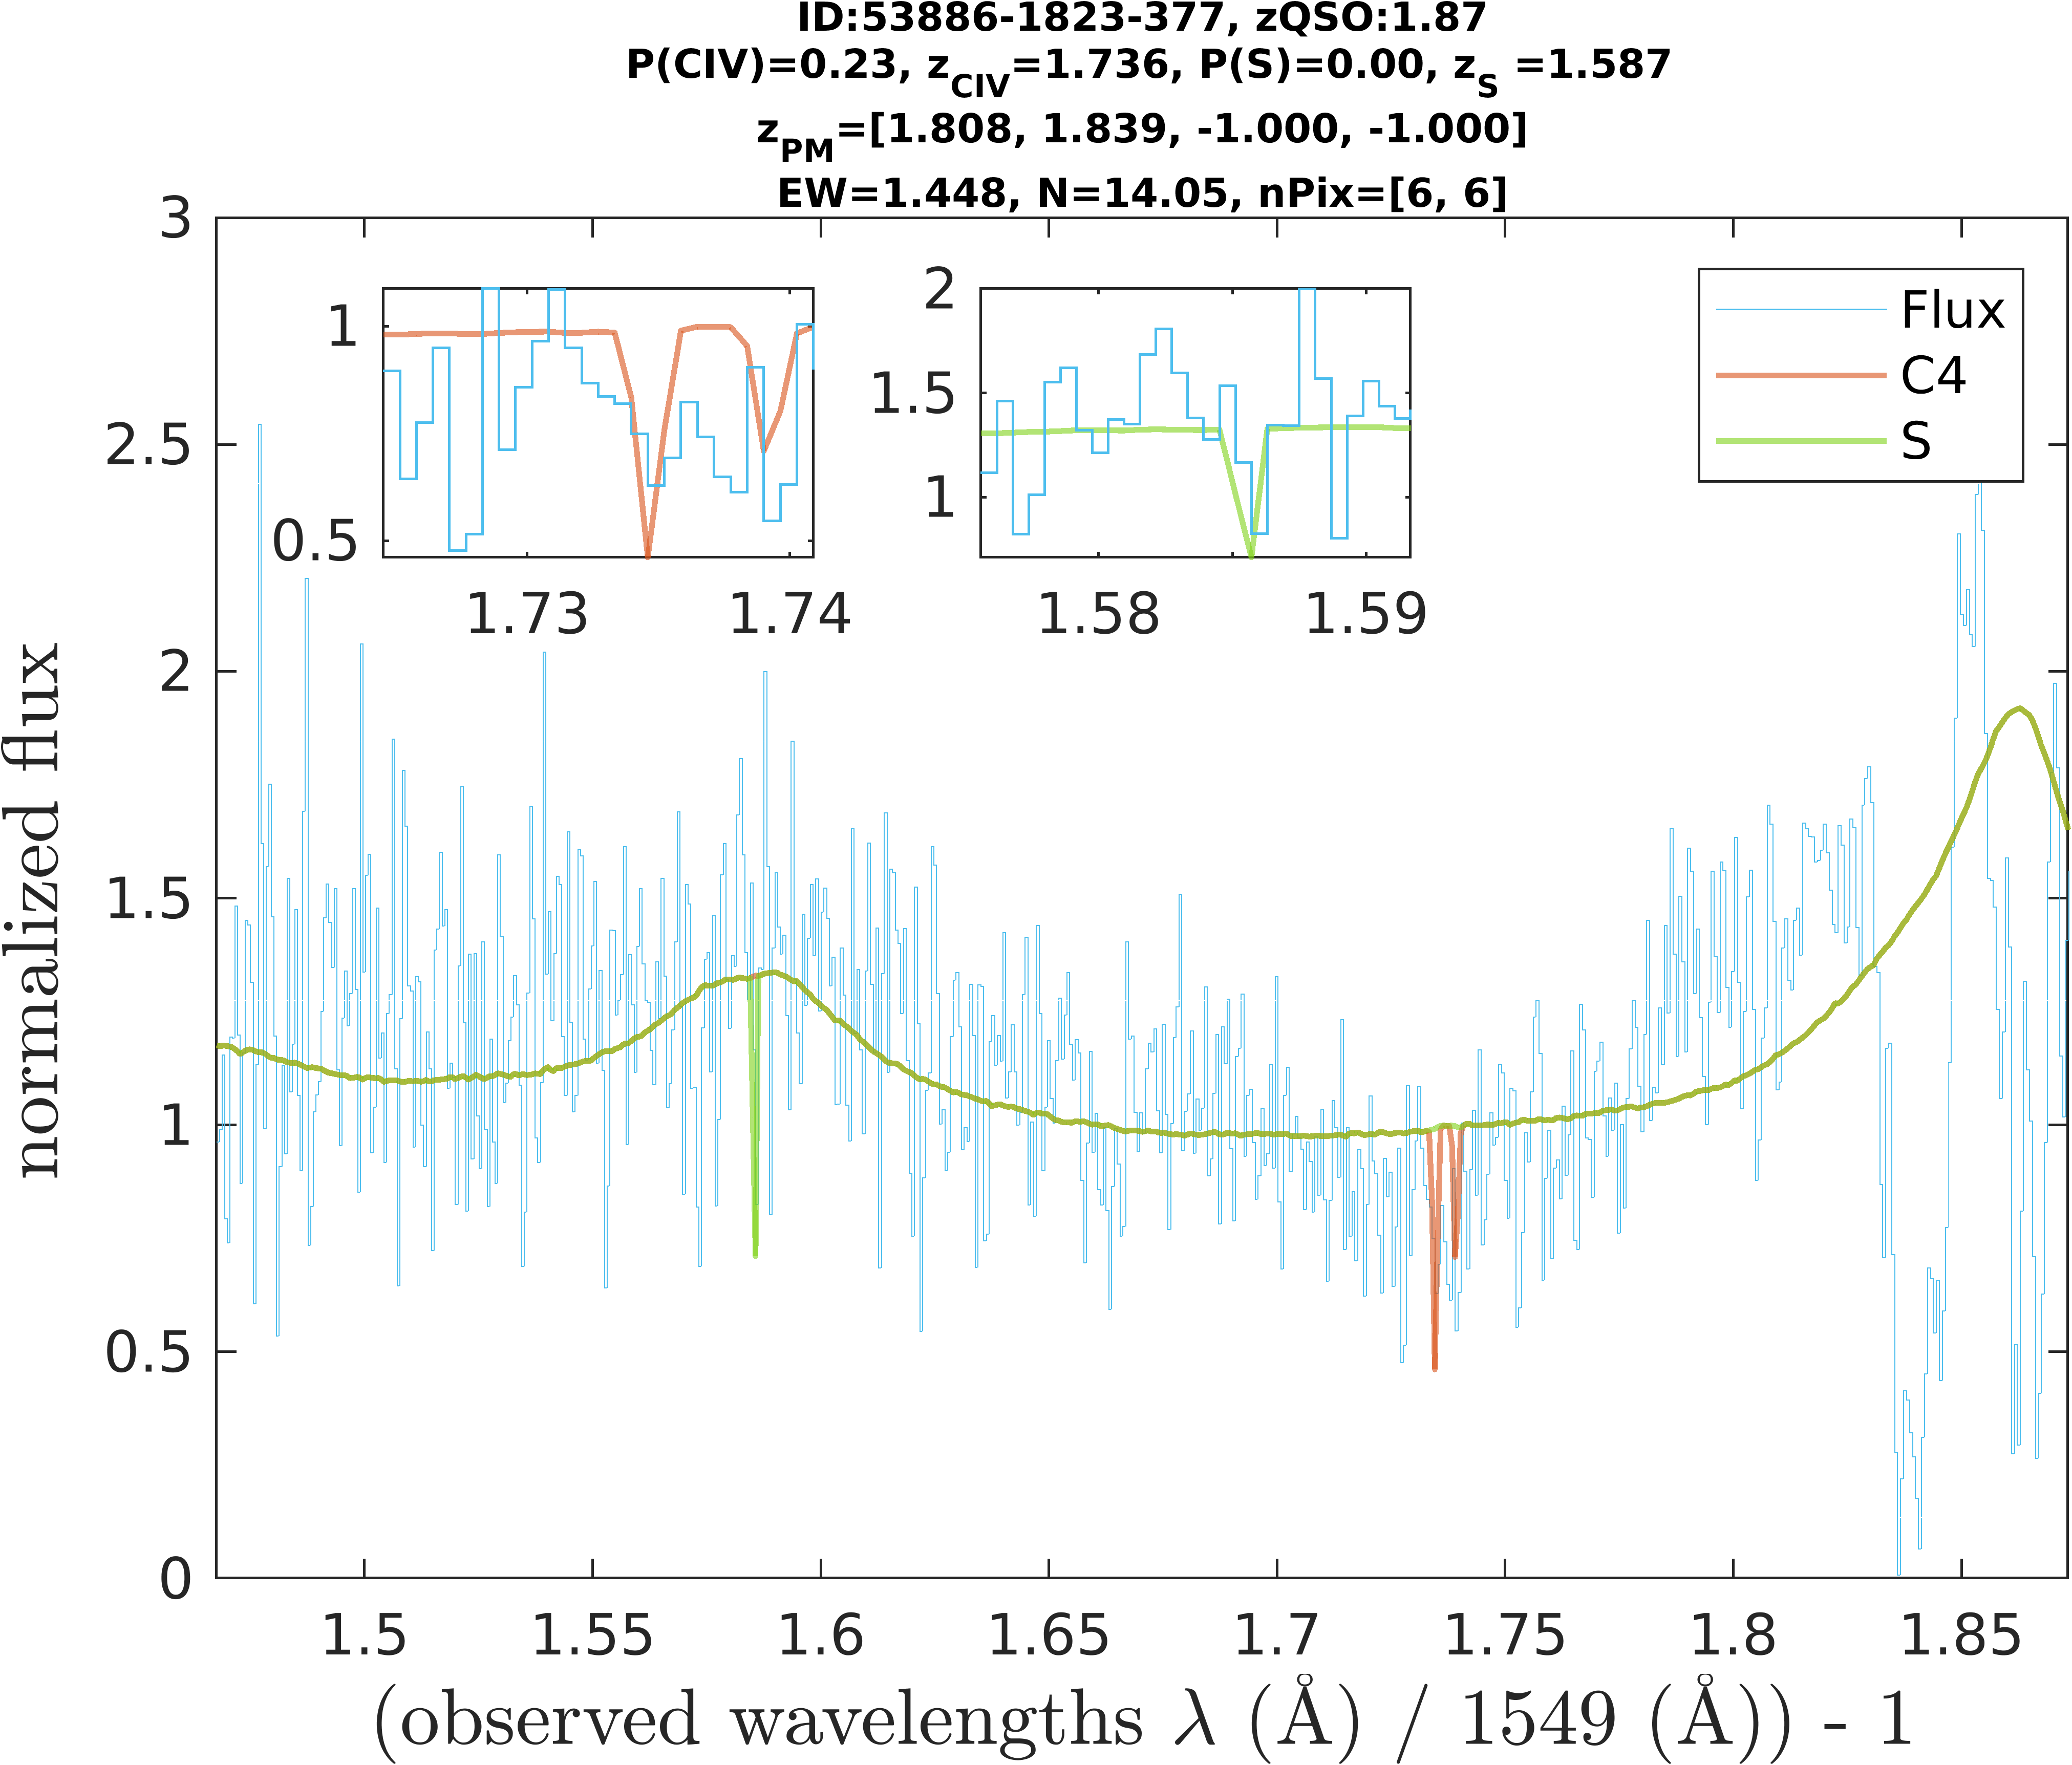 ID:53886-1823-377, zQSO:1.87
P(CIV)=0.23, zCIV=1.736, P(S)=0.00, zS =1.587
zPM=[1.808, 1.839, -1.000, -1.000]
EW=1.448, N=14.05, nPix=[6, 6]
3
2.5
2
1.5
1
0.5
0
normalized flux
1
0.5
1.73
1.74
2
1.5
1
1.58
1.59
Flux
C4
S
1.5
1.55
1.6
1.65
1.7
1.75
1.8
1.85
(observed wavelengths λ (Å) / 1549 (Å)) - 1